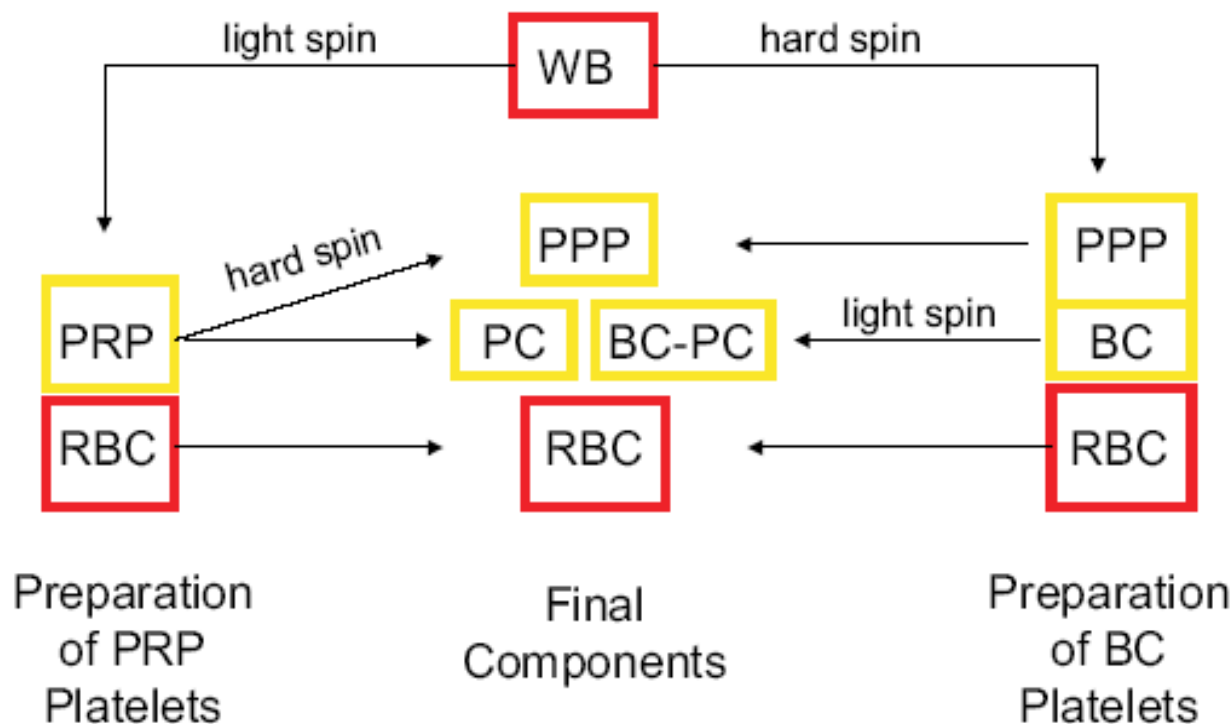 light spin
WB
hard spin
PPP
PPP
hard spin
PRP
PC
BC-PC
light spin
BC
RBC
RBC
RBC
Preparation
of PRP
Platelets
Final
Components
Preparation
of BC
Platelets